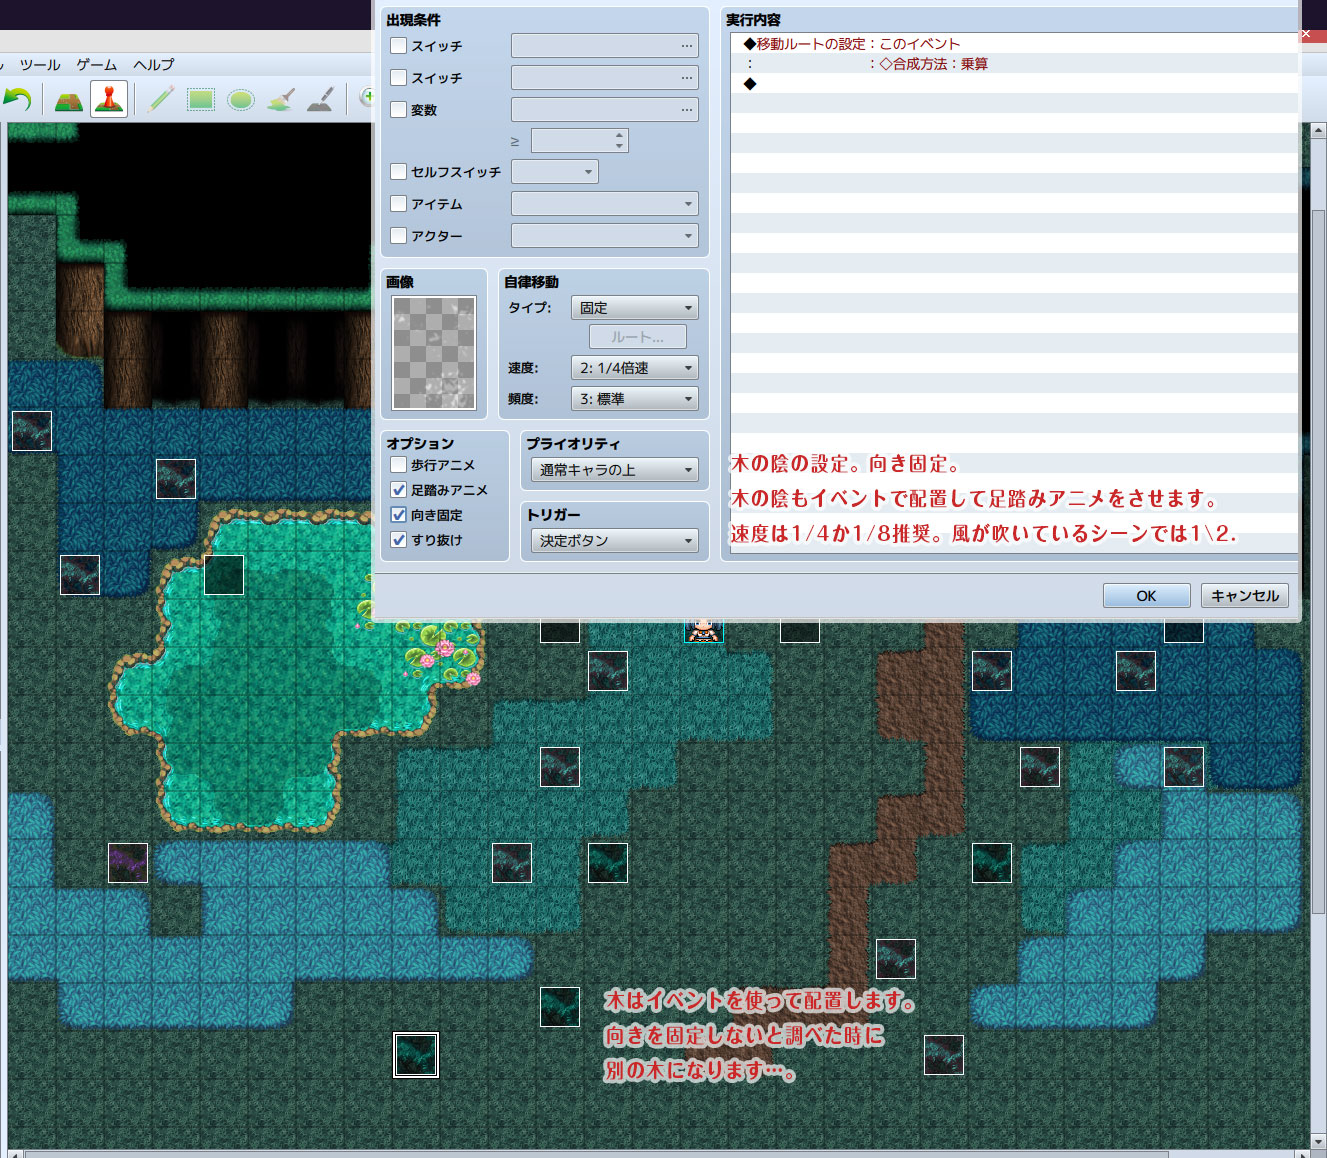 ツール ゲーム ヘルプ
出現条件
スイッチ ...
スイッチ ...
変数 ...
≥
セルフスイッチ
アイテム
アクター
画像
自律移動
タイプ: 固定
ルート...
速度: 2: 1/4倍速
頻度: 3: 標準
オプション
歩行アニメ
足踏みアニメ
向き固定
すり抜け
プライオリティ
通常キャラの上
トリガー
決定ボタン
実行内容
◆移動ルートの設定：このイベント
：　　　　　　　　：◇合成方法：乗算
◆
木の陰の設定。向き固定。
木の陰もイベントで配置して足踏みアニメをさせます。
速度は1/4か1/8推奨。風が吹いているシーンでは1\2.
OK キャンセル
木はイベントを使って配置します。
向きを固定しないと調べた時に
別の木になります…。